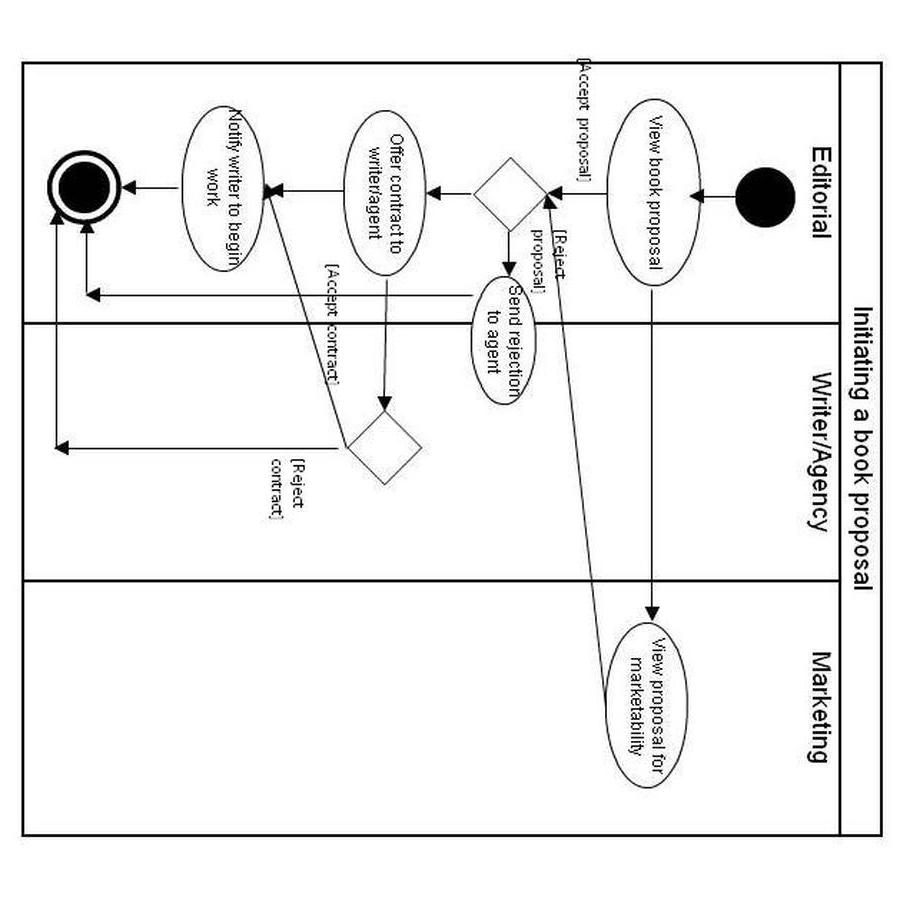 Initiating a book proposal
Editorial
Writer/Agency
Marketing
View book proposal
View proposal for
marketability
[Accept proposal]
[Reject
proposal]
Send rejection
to agent
Offer contract to
writer/agent
[Accept contract]
[Reject
contract]
Notify writer to begin
work